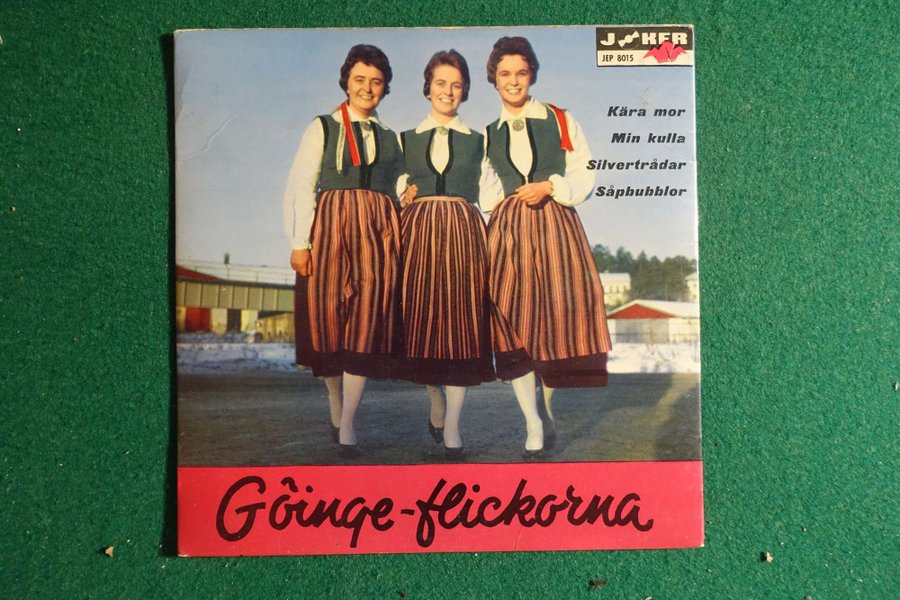 JOKER
JEP 8015
Kära mor
Min kulla
Silvertrådar
Såpbubblor
Göinge-flickorna